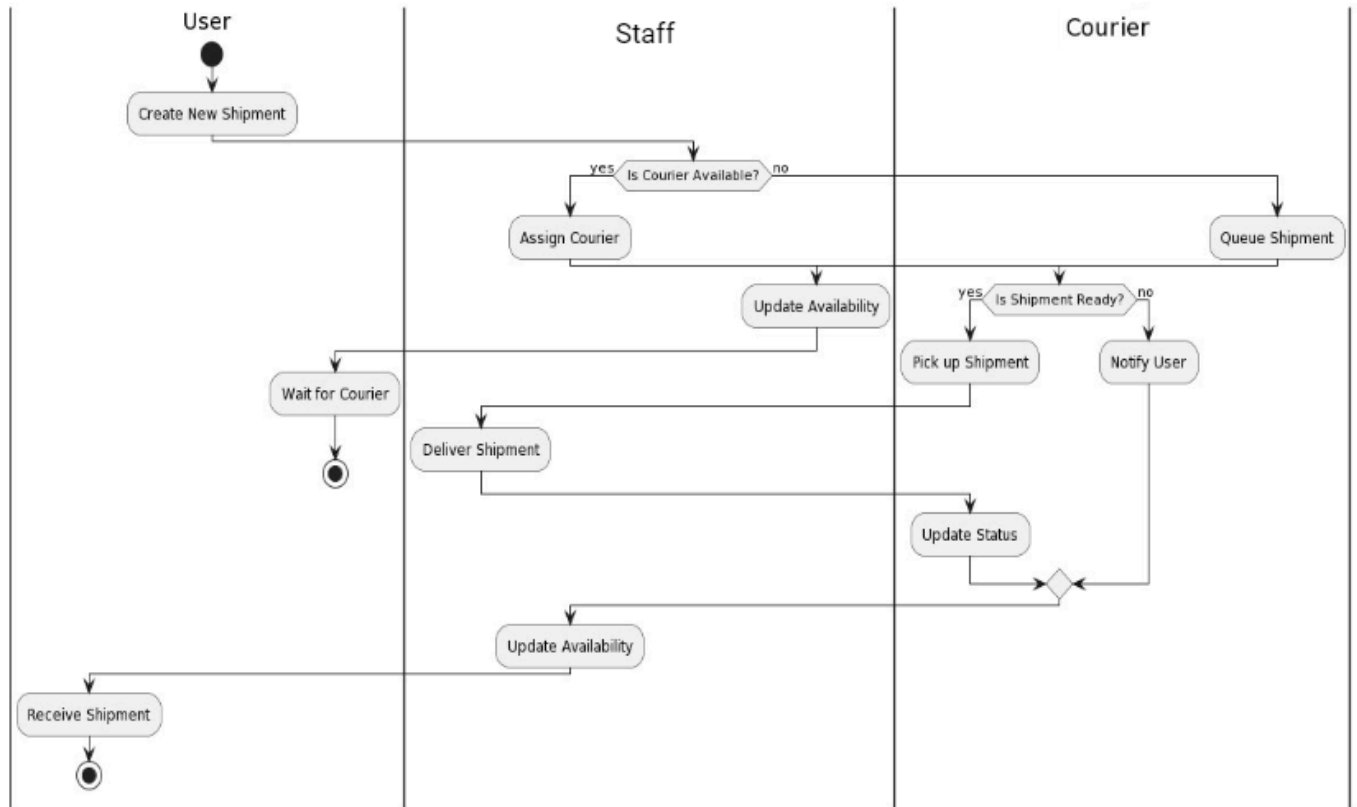 User
Staff
Courier
Create New Shipment
yes
Is Courier Available?
no
Assign Courier
Queue Shipment
Update Availability
yes
Is Shipment Ready?
no
Pick up Shipment
Notify User
Wait for Courier
Deliver Shipment
Update Status
Update Availability
Receive Shipment